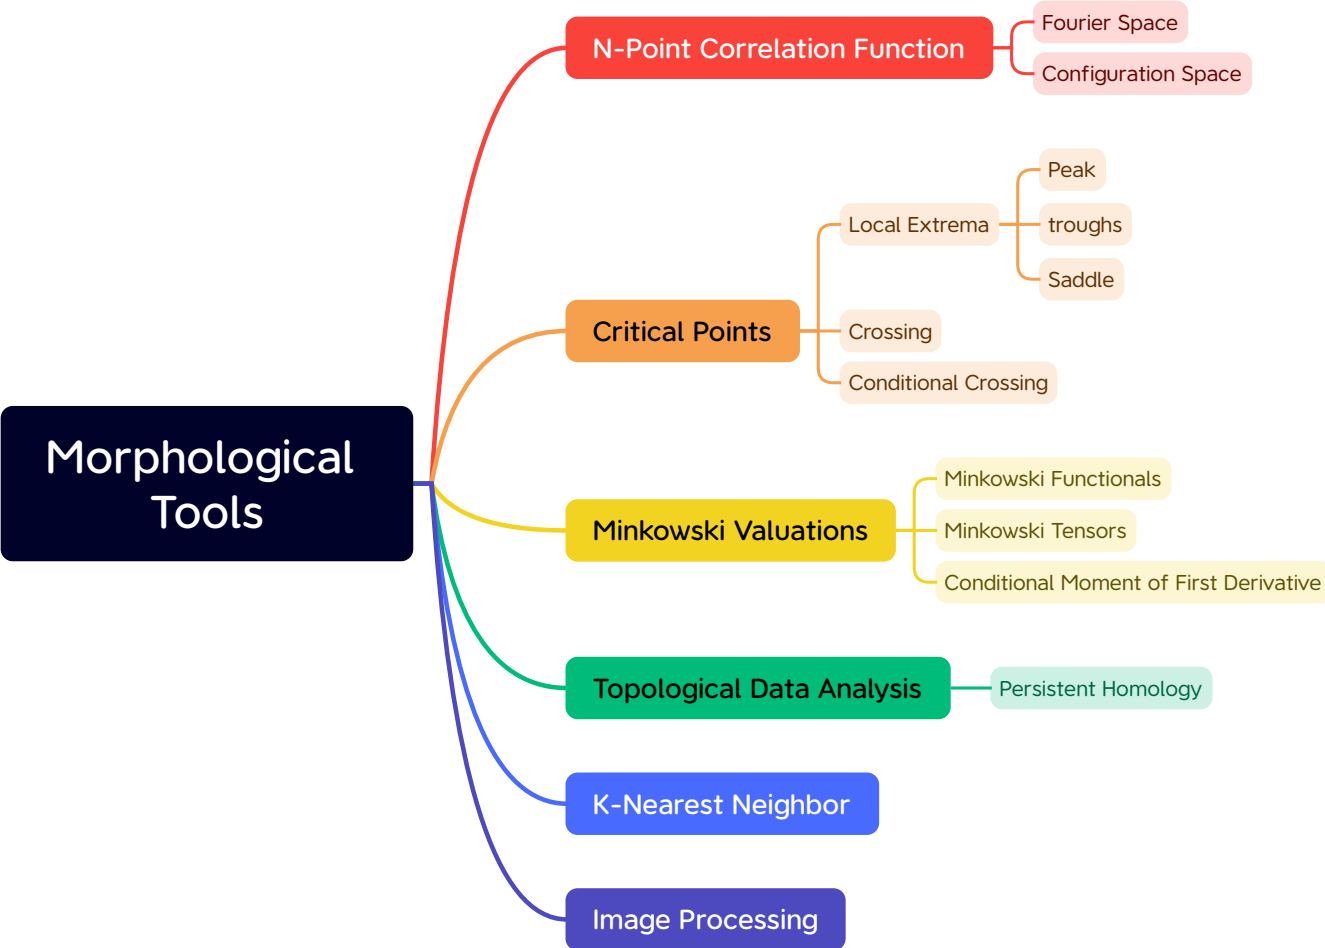 Morphological
Tools
N-Point Correlation Function
Fourier Space
Configuration Space
Critical Points
Local Extrema
Peak
troughs
Saddle
Crossing
Conditional Crossing
Minkowski Valuations
Minkowski Functionals
Minkowski Tensors
Conditional Moment of First Derivative
Topological Data Analysis
Persistent Homology
K-Nearest Neighbor
Image Processing